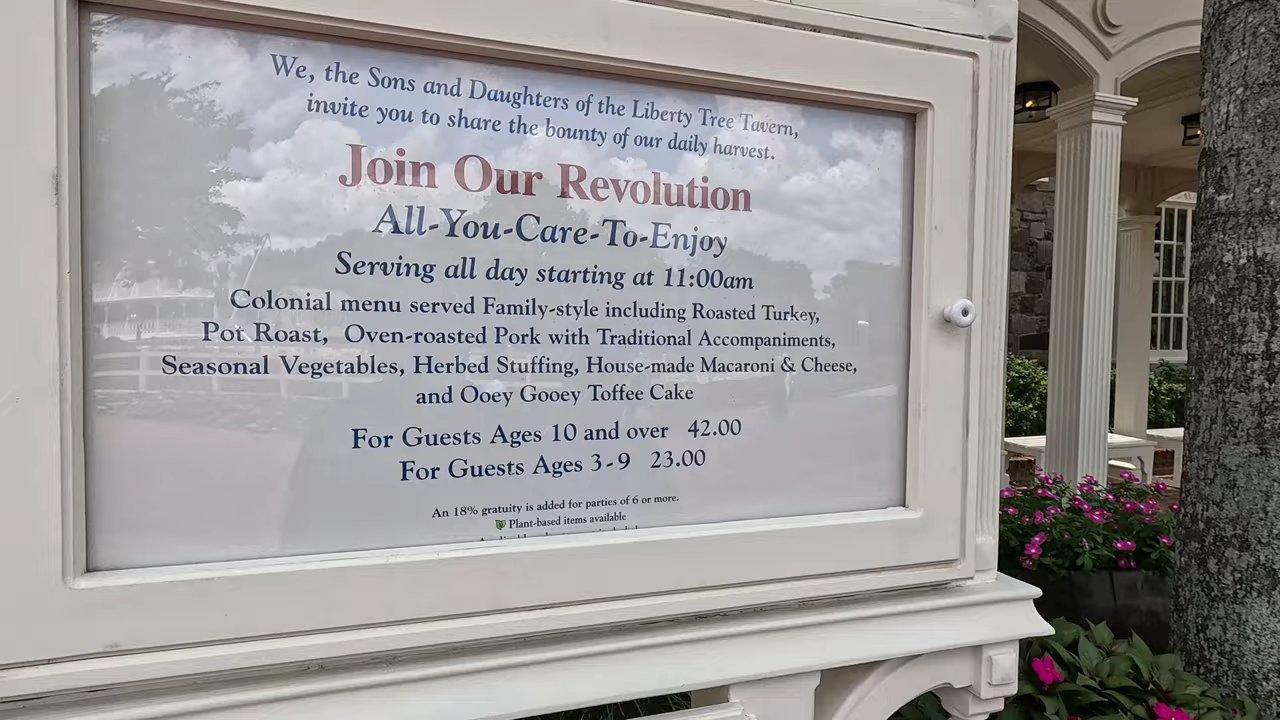 We, the Sons and Daughters of the Liberty Tree Tavern,
invite you to share the bounty of our daily harvest.
Join Our Revolution
All-You-Care-To-Enjoy
Serving all day starting at 11:00am
Colonial menu served Family-style including Roasted Turkey,
Pot Roast, Oven-roasted Pork with Traditional Accompaniments,
Seasonal Vegetables, Herbed Stuffing, House-made Macaroni & Cheese,
and Ooey Gooey Toffee Cake
For Guests Ages 10 and over 42.00
For Guests Ages 3-9 23.00
An 18% gratuity is added for parties of 6 or more.
Plant-based items available